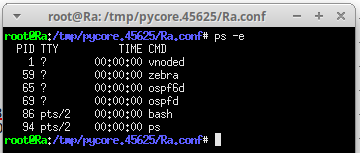 root@Ra: /tmp/pycore.45625/Ra.conf
root@Ra:/tmp/pycore.45625/Ra.conf# ps -e
PID TTY TIME CMD
1 ? 00:00:00 vnoded
59 ? 00:00:00 zebra
65 ? 00:00:00 ospf6d
69 ? 00:00:00 ospfd
86 pts/2 00:00:00 bash
94 pts/2 00:00:00 ps
root@Ra:/tmp/pycore.45625/Ra.conf#